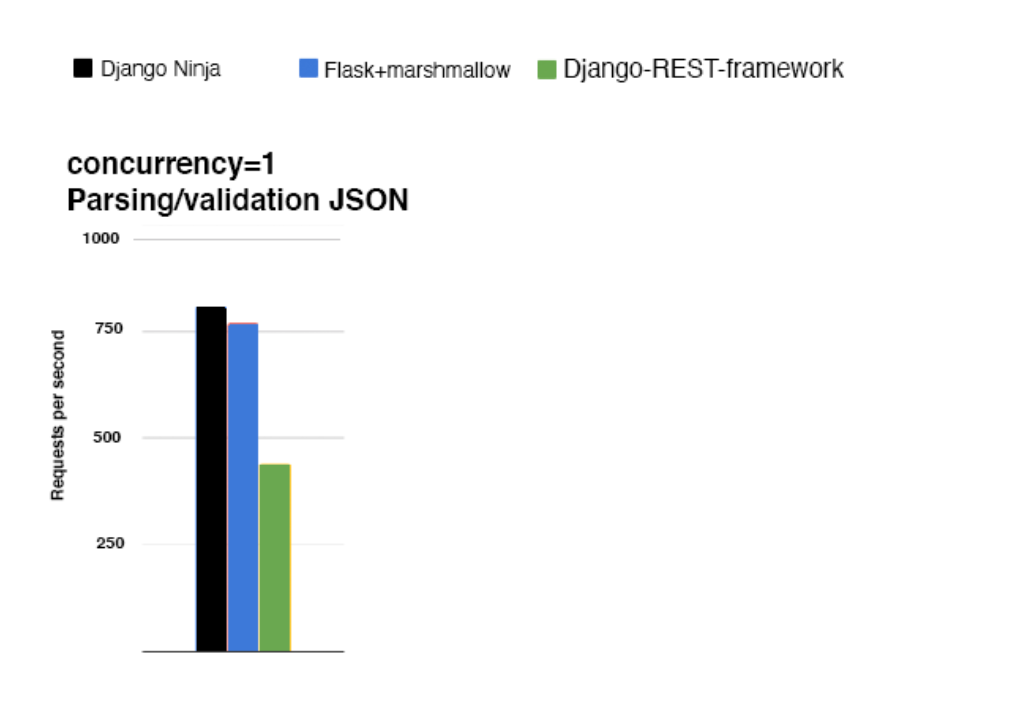 Django Ninja
Flask+marshmallow
Django-REST-framework
concurrency=1
Parsing/validation JSON
1000
750
500
250
Requests per second